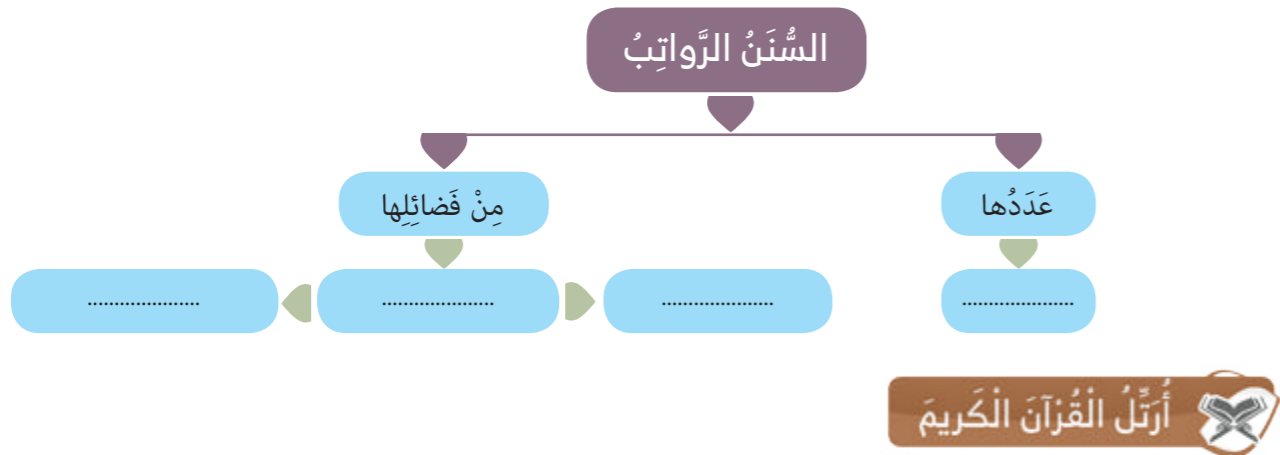 السُّنَنُ الرَّواتِبُ
عَدَدُها
مِنْ فَضائِلِها
.....................
.....................
.....................
.....................
أُرَتِّلُ الْقُرْآنَ الْكَريمَ